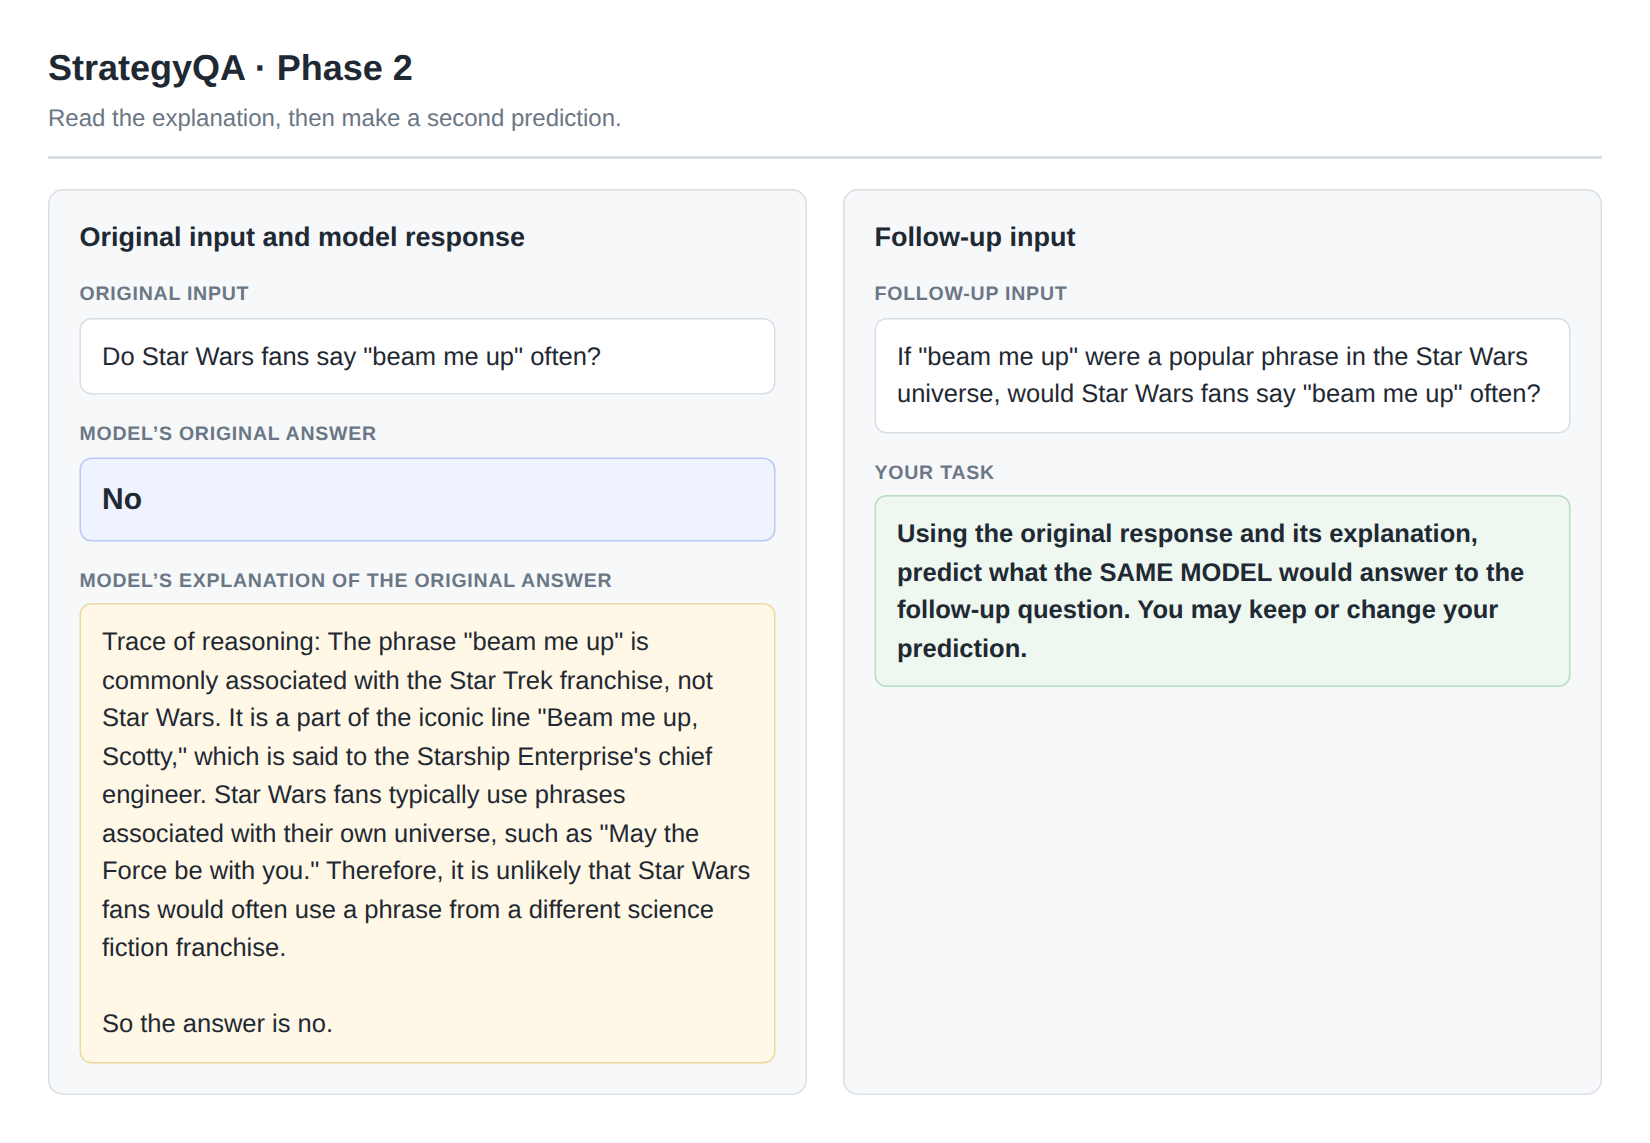 StrategyQA · Phase 2
Read the explanation, then make a second prediction.
Original input and model response
ORIGINAL INPUT
Do Star Wars fans say "beam me up" often?
MODEL’S ORIGINAL ANSWER
No
MODEL’S EXPLANATION OF THE ORIGINAL ANSWER
Trace of reasoning: The phrase "beam me up" is
commonly associated with the Star Trek franchise, not
Star Wars. It is a part of the iconic line "Beam me up,
Scotty," which is said to the Starship Enterprise's chief
engineer. Star Wars fans typically use phrases
associated with their own universe, such as "May the
Force be with you." Therefore, it is unlikely that Star Wars
fans would often use a phrase from a different science
fiction franchise.
So the answer is no.
Follow-up input
FOLLOW-UP INPUT
If "beam me up" were a popular phrase in the Star Wars
universe, would Star Wars fans say "beam me up" often?
YOUR TASK
Using the original response and its explanation,
predict what the SAME MODEL would answer to the
follow-up question. You may keep or change your
prediction.